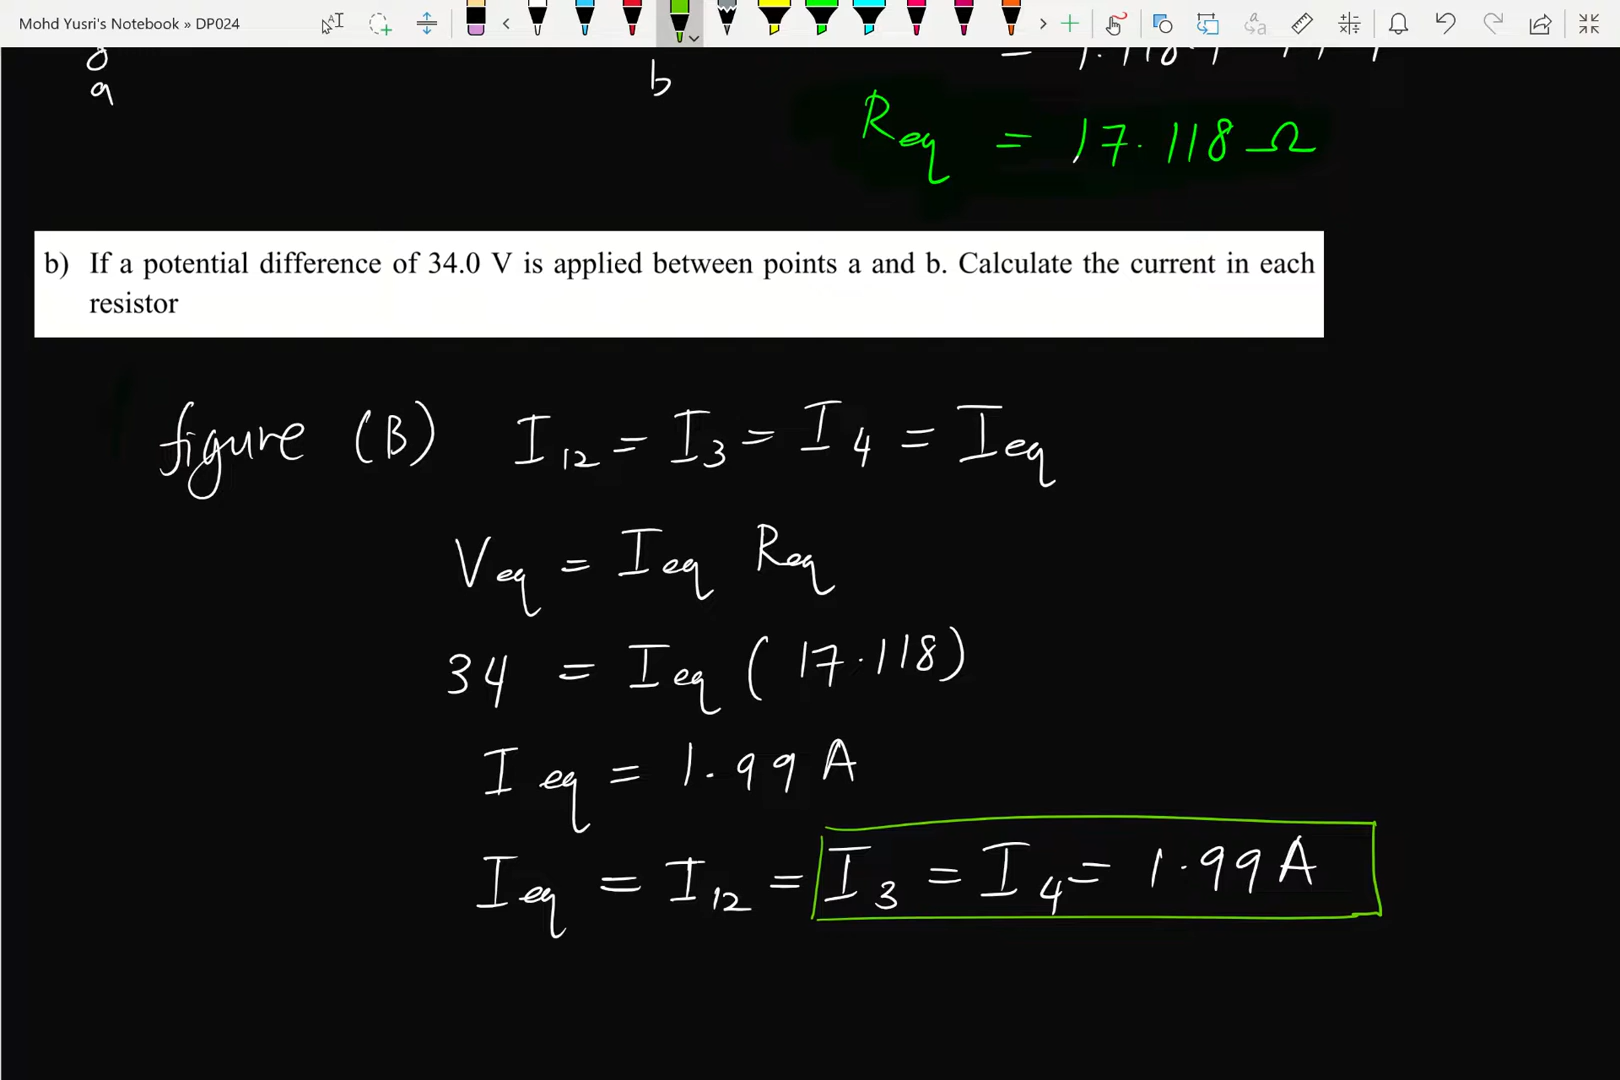 Mohd Yusri's Notebook » DP024
a
b
Req = 17.118 Ω
b) If a potential difference of 34.0 V is applied between points a and b. Calculate the current in each
resistor
figure (B) I12 = I3 = I4 = Ieq
Veq = Ieq Req
34 = Ieq (17.118)
Ieq = 1.99 A
Ieq = I12 = I3 = I4 = 1.99 A